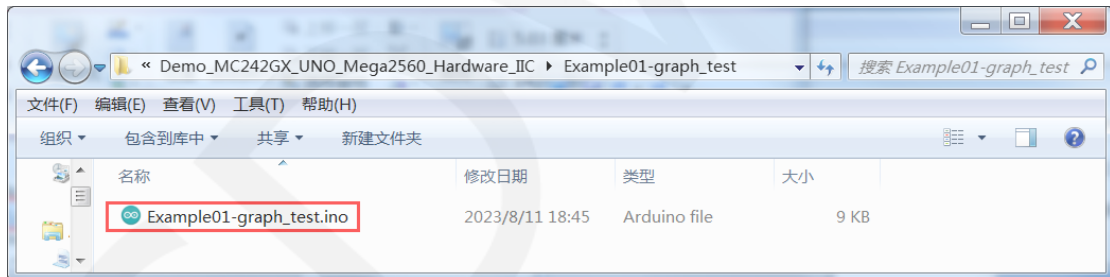 « Demo_MC242GX_UNO_Mega2560_Hardware_IIC ▸ Example01-graph_test 搜索 Example01-graph_test
文件(F) 编辑(E) 查看(V) 工具(T) 帮助(H)
组织 包含到库中 共享 新建文件夹
名称 修改日期 类型 大小
Example01-graph_test.ino 2023/8/11 18:45 Arduino file 9 KB